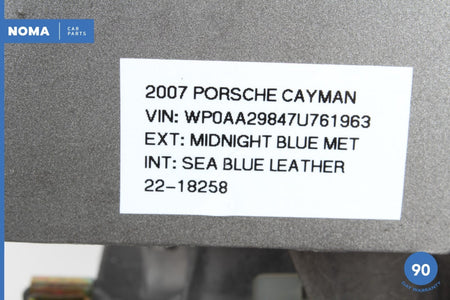 NOMA CAR PARTS
2007 PORSCHE CAYMAN
VIN: WP0AA29847U761963
EXT: MIDNIGHT BLUE MET
INT: SEA BLUE LEATHER
22-18258
90
DAY WARRANTY